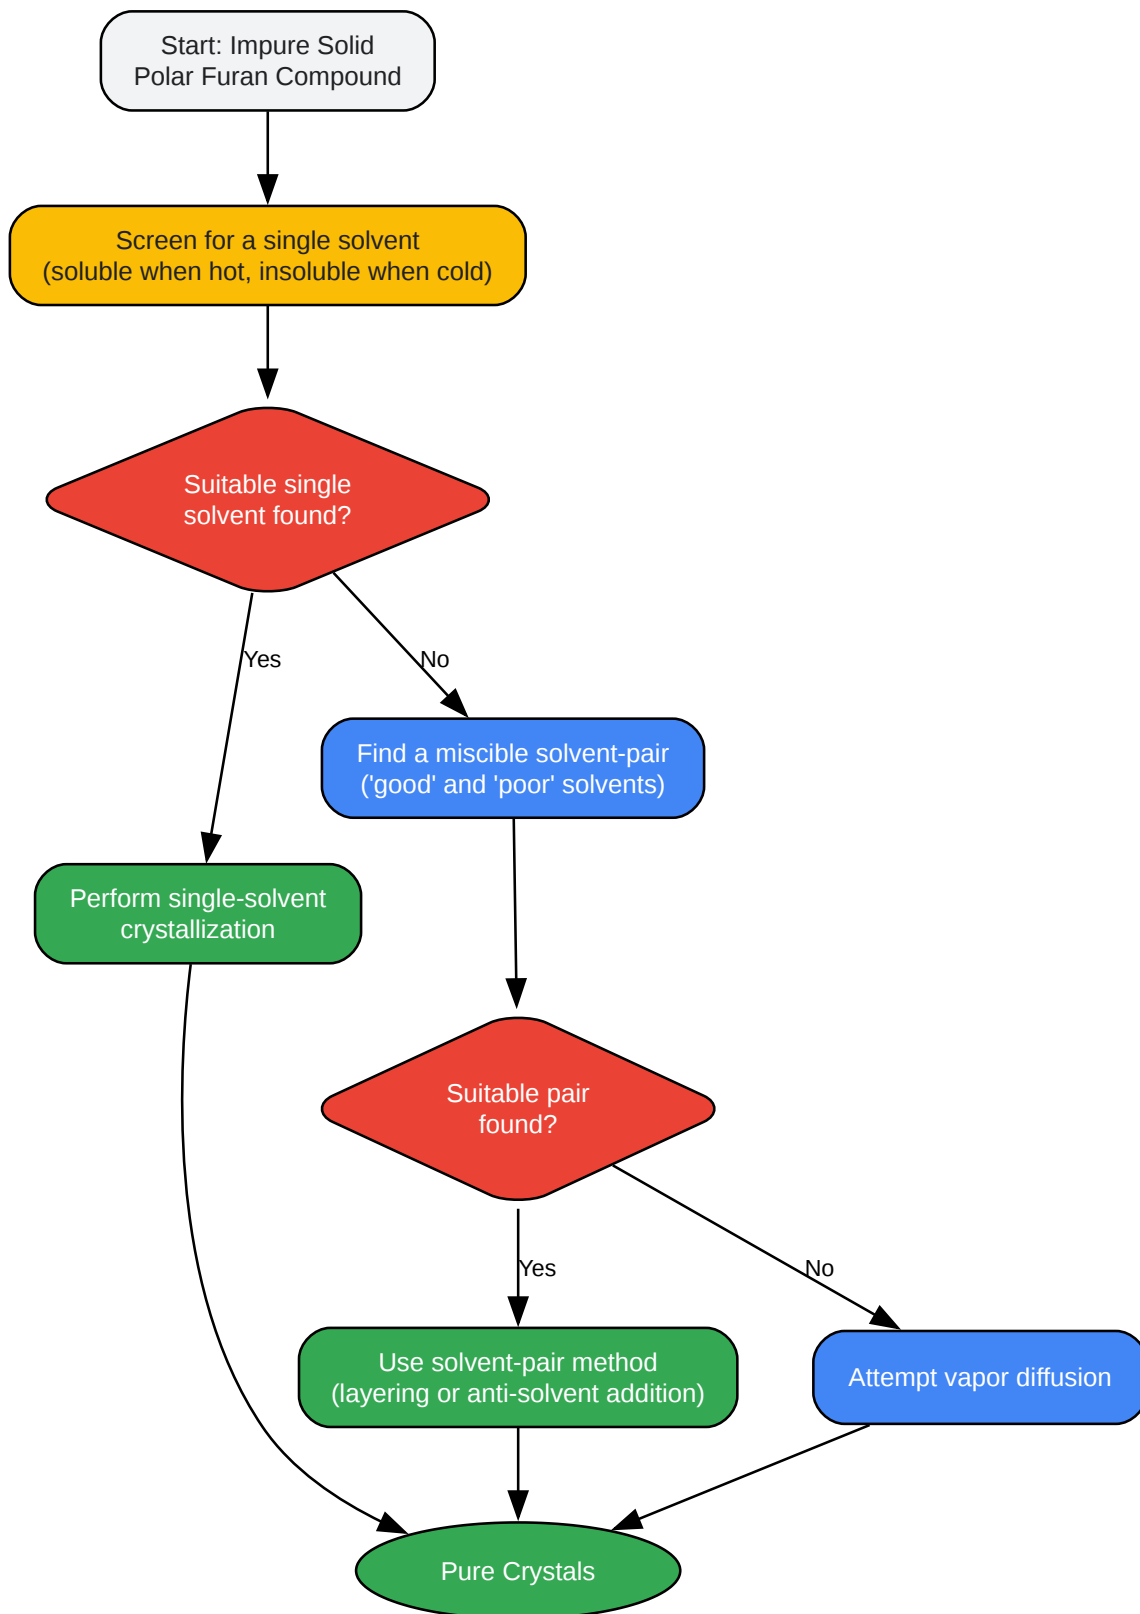 Start: Impure Solid
Polar Furan Compound
Screen for a single solvent
(soluble when hot, insoluble when cold)
Suitable single
solvent found?
Yes
No
Find a miscible solvent-pair
('good' and 'poor' solvents)
Perform single-solvent
crystallization
Suitable pair
found?
Yes
No
Use solvent-pair method
(layering or anti-solvent addition)
Attempt vapor diffusion
Pure Crystals